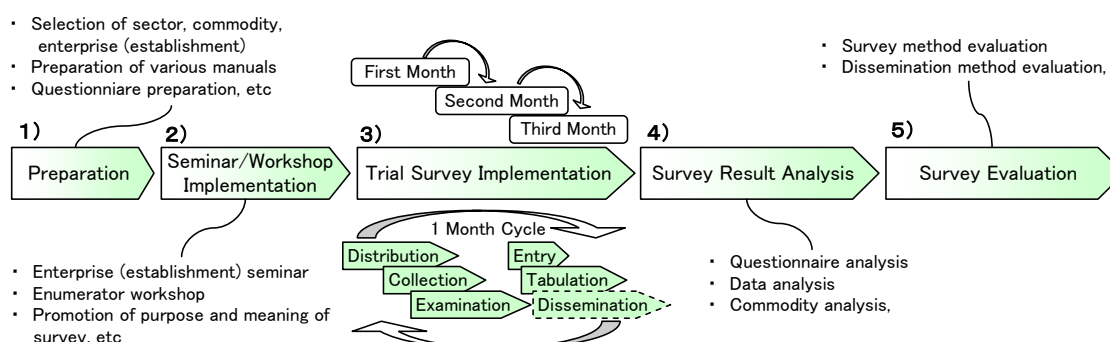 ・ Selection of sector, commodity,
enterprise (establishment)
・ Preparation of various manuals
・ Questionniare preparation, etc
First Month
Second Month
Third Month
・ Survey method evaluation
・ Dissemination method evaluation,
1)
Preparation
2)
Seminar/Workshop
Implementation
3)
Trial Survey Implementation
4)
Survey Result Analysis
5)
Survey Evaluation
・ Enterprise (establishment) seminar
・ Enumerator workshop
・ Promotion of purpose and meaning of
survey, etc
1 Month Cycle
Distribution
Collection
Examination
Entry
Tabulation
Dissemination
・ Questionnaire analysis
・ Data analysis
・ Commodity analysis,